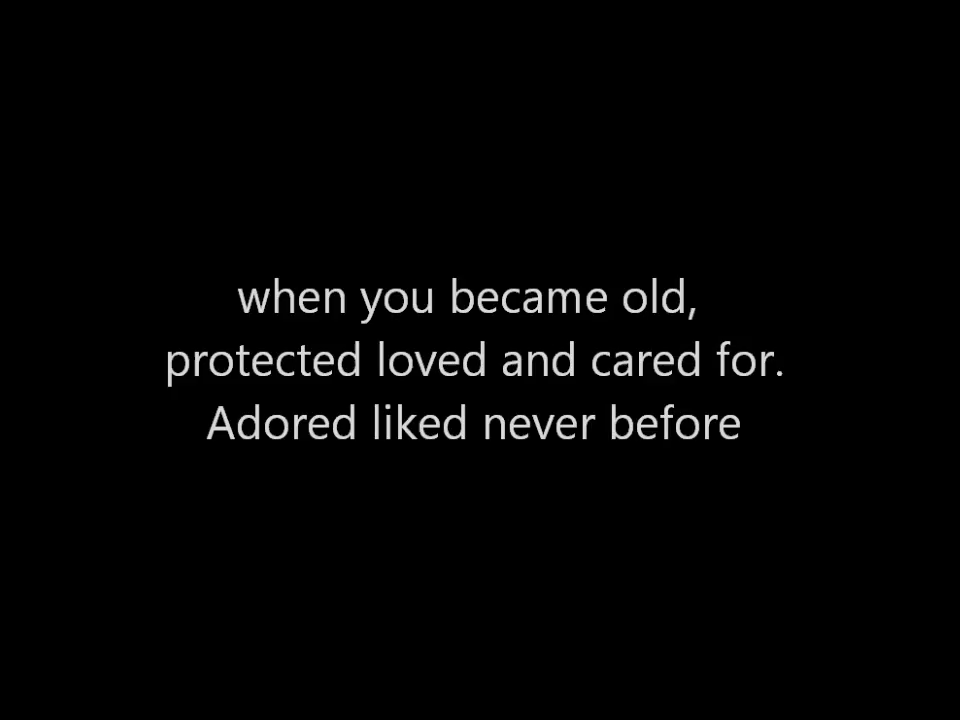 when you became old,
protected loved and cared for.
Adored liked never before